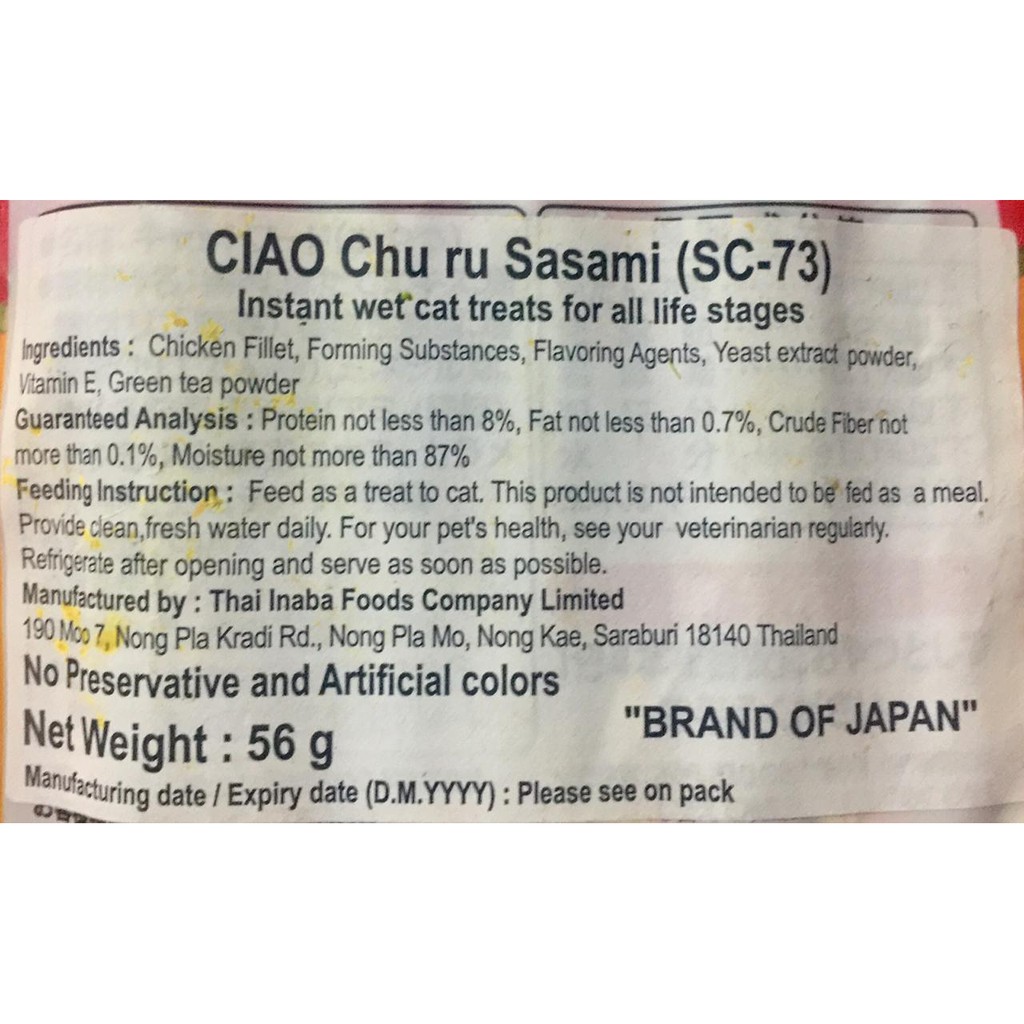 CIAO Chu ru Sasami (SC-73)
Instant wet cat treats for all life stages
Ingredients : Chicken Fillet, Forming Substances, Flavoring Agents, Yeast extract powder,
Vitamin E, Green tea powder
Guaranteed Analysis : Protein not less than 8%, Fat not less than 0.7%, Crude Fiber not
more than 0.1%, Moisture not more than 87%
Feeding Instruction : Feed as a treat to cat. This product is not intended to be fed as a meal.
Provide clean,fresh water daily. For your pet's health, see your veterinarian regularly.
Refrigerate after opening and serve as soon as possible.
Manufactured by : Thai Inaba Foods Company Limited
190 Moo 7, Nong Pla Kradi Rd., Nong Pla Mo, Nong Kae, Saraburi 18140 Thailand
No Preservative and Artificial colors
Net Weight : 56 g
"BRAND OF JAPAN"
Manufacturing date / Expiry date (D.M.YYYY) : Please see on pack